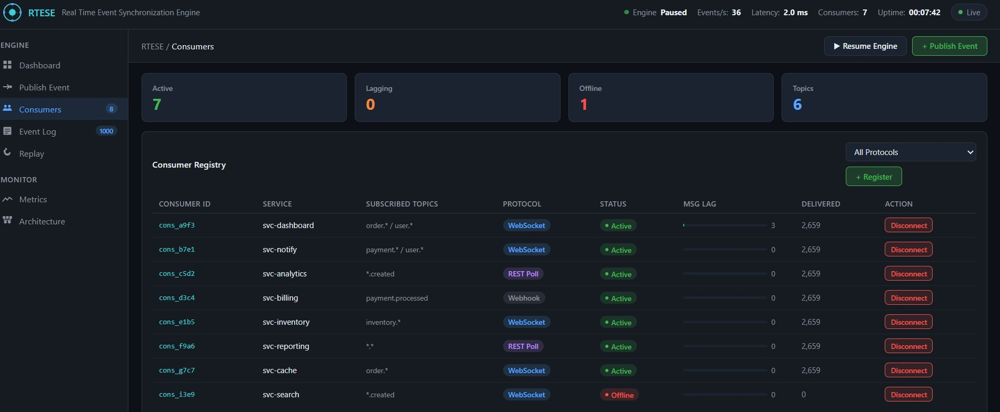 RTESE Real Time Event Synchronization Engine Engine Paused Events/s: 36 Latency: 2.0 ms Consumers: 7 Uptime: 00:07:42 Live
ENGINE
Dashboard
Publish Event
Consumers 8
Event Log 1000
Replay
MONITOR
Metrics
Architecture
RTESE / Consumers
▶ Resume Engine
+ Publish Event
Active
7
Lagging
0
Offline
1
Topics
6
Consumer Registry
All Protocols
+ Register
CONSUMER ID SERVICE SUBSCRIBED TOPICS PROTOCOL STATUS MSG LAG DELIVERED ACTION
cons_a9f3 svc-dashboard order.* / user.* WebSocket Active 3 2,659 Disconnect
cons_b7e1 svc-notify payment.* / user.* WebSocket Active 0 2,659 Disconnect
cons_c5d2 svc-analytics *.created REST Poll Active 0 2,659 Disconnect
cons_d3c4 svc-billing payment.processed Webhook Active 0 2,659 Disconnect
cons_e1b5 svc-inventory inventory.* WebSocket Active 0 2,659 Disconnect
cons_f9a6 svc-reporting *.* REST Poll Active 0 2,659 Disconnect
cons_g7c7 svc-cache order.* WebSocket Active 0 2,659 Disconnect
cons_i3e9 svc-search *.created WebSocket Offline 0 0 Disconnect